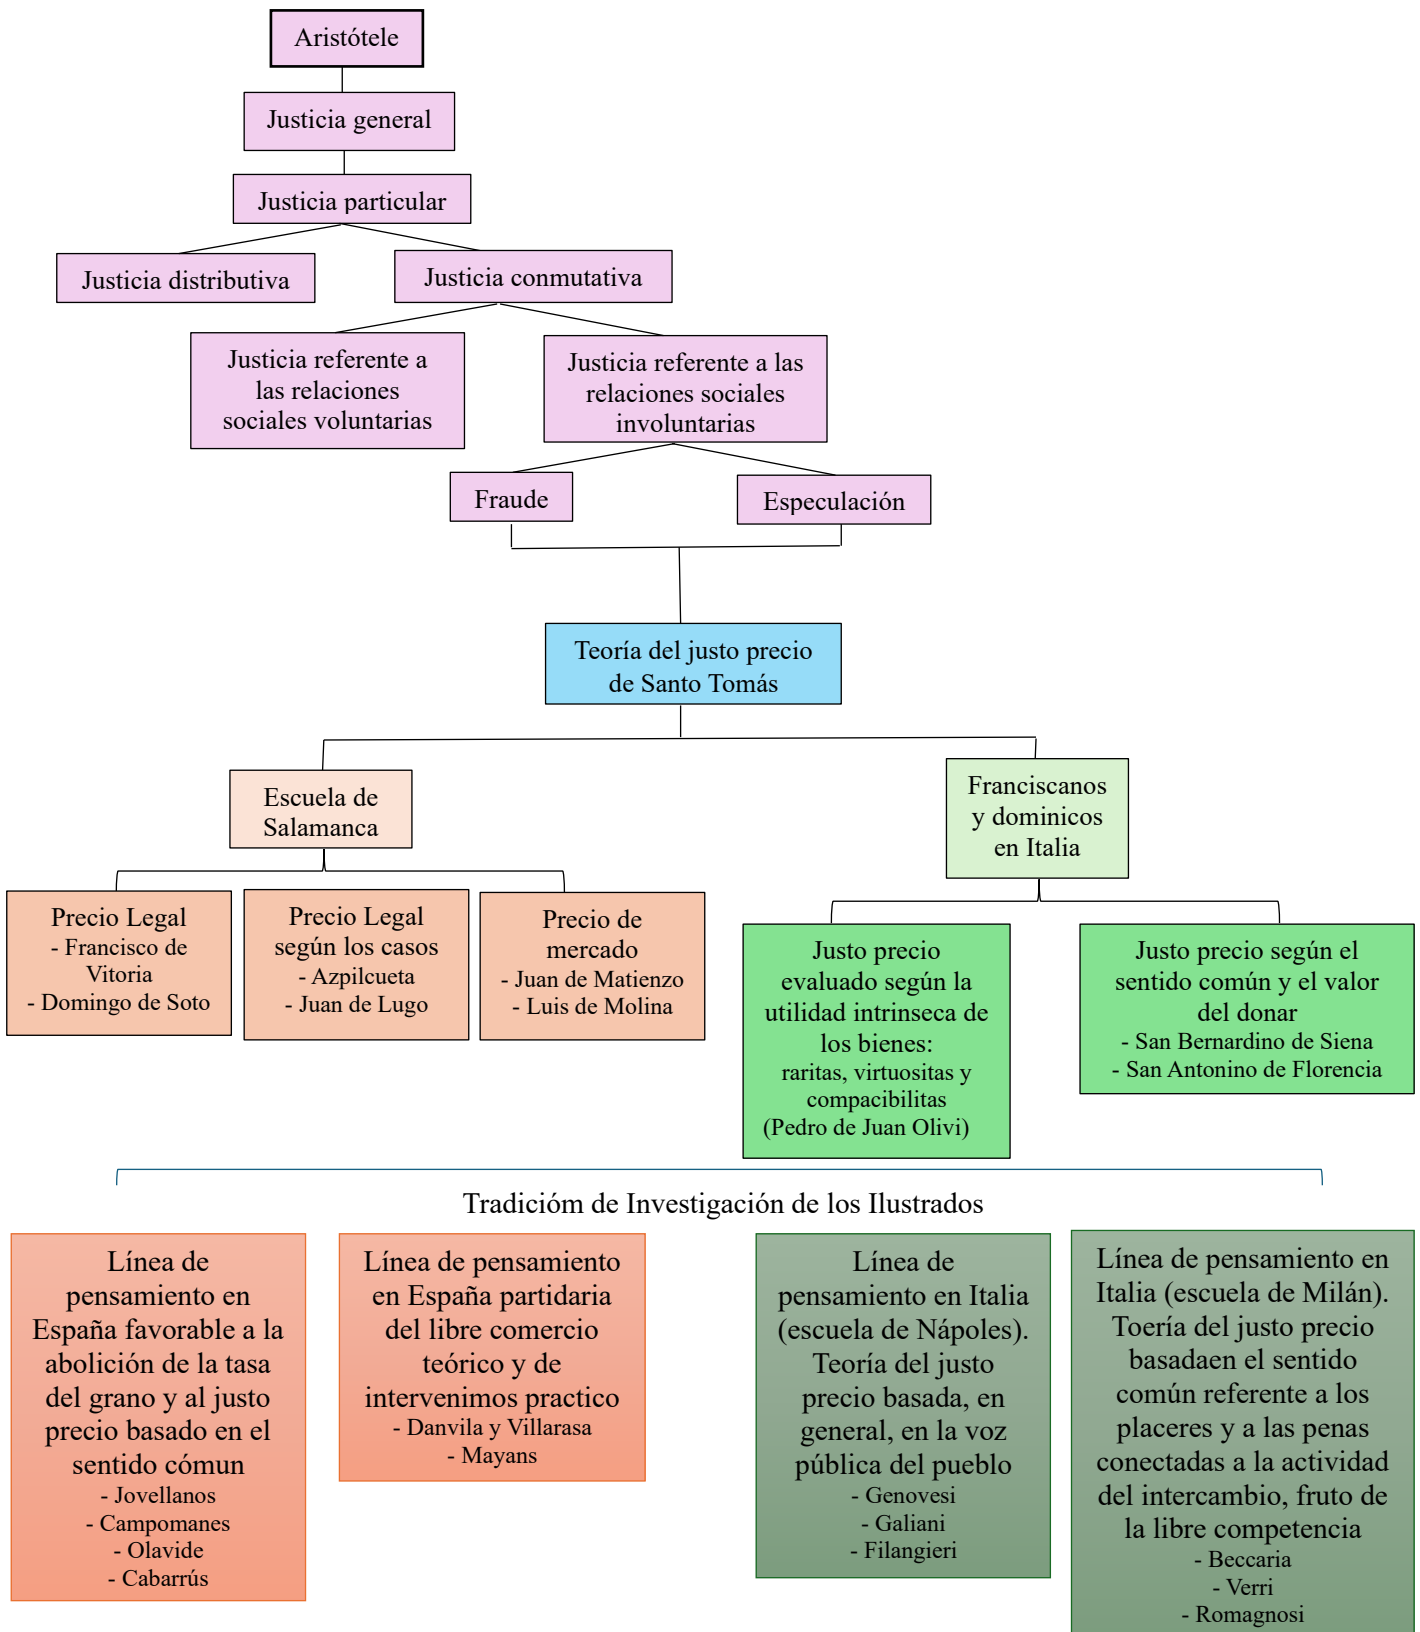 Aristótele
Justicia general
Justicia particular
Justicia distributiva
Justicia conmutativa
Justicia referente a
las relaciones
sociales voluntarias
Justicia referente a las
relaciones sociales
involuntarias
Fraude
Especulación
Teoría del justo precio
de Santo Tomás
Escuela de
Salamanca
Franciscanos
y dominicos
en Italia
Precio Legal
- Francisco de
Vitoria
- Domingo de Soto
Precio Legal
según los casos
- Azpilcueta
- Juan de Lugo
Precio de
mercado
- Juan de Matienzo
- Luis de Molina
Justo precio
evaluado según la
utilidad intrinseca de
los bienes:
raritas, virtuositas y
compacibilitas
(Pedro de Juan Olivi)
Justo precio según el
sentido común y el valor
del donar
- San Bernardino de Siena
- San Antonino de Florencia
Tradicióm de Investigación de los Ilustrados
Línea de
pensamiento en
España favorable a la
abolición de la tasa
del grano y al justo
precio basado en el
sentido cómun
- Jovellanos
- Campomanes
- Olavide
- Cabarrús
Línea de pensamiento
en España partidaria
del libre comercio
teórico y de
intervenimos practico
- Danvila y Villarasa
- Mayans
Línea de
pensamiento en Italia
(escuela de Nápoles).
Teoría del justo
precio basada, en
general, en la voz
pública del pueblo
- Genovesi
- Galiani
- Filangieri
Línea de pensamiento en
Italia (escuela de Milán).
Toería del justo precio
basadaen el sentido
común referente a los
placeres y a las penas
conectadas a la actividad
del intercambio, fruto de
la libre competencia
- Beccaria
- Verri
- Romagnosi